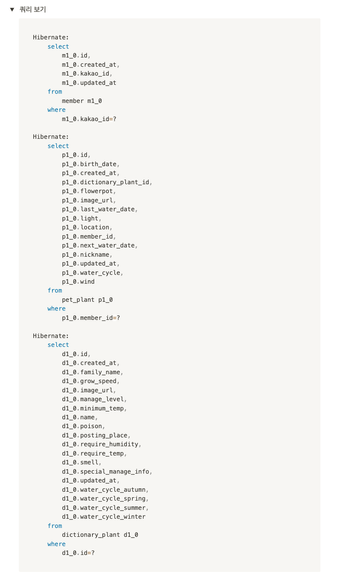 ▼ 쿼리 보기
Hibernate:
select
m1_0.id,
m1_0.created_at,
m1_0.kakao_id,
m1_0.updated_at
from
member m1_0
where
m1_0.kakao_id=?
Hibernate:
select
p1_0.id,
p1_0.birth_date,
p1_0.created_at,
p1_0.dictionary_plant_id,
p1_0.flowerpot,
p1_0.image_url,
p1_0.last_water_date,
p1_0.light,
p1_0.location,
p1_0.member_id,
p1_0.next_water_date,
p1_0.nickname,
p1_0.updated_at,
p1_0.water_cycle,
p1_0.wind
from
pet_plant p1_0
where
p1_0.member_id=?
Hibernate:
select
d1_0.id,
d1_0.created_at,
d1_0.family_name,
d1_0.grow_speed,
d1_0.image_url,
d1_0.manage_level,
d1_0.minimum_temp,
d1_0.name,
d1_0.poison,
d1_0.posting_place,
d1_0.require_humidity,
d1_0.require_temp,
d1_0.smell,
d1_0.special_manage_info,
d1_0.updated_at,
d1_0.water_cycle_autumn,
d1_0.water_cycle_spring,
d1_0.water_cycle_summer,
d1_0.water_cycle_winter
from
dictionary_plant d1_0
where
d1_0.id=?